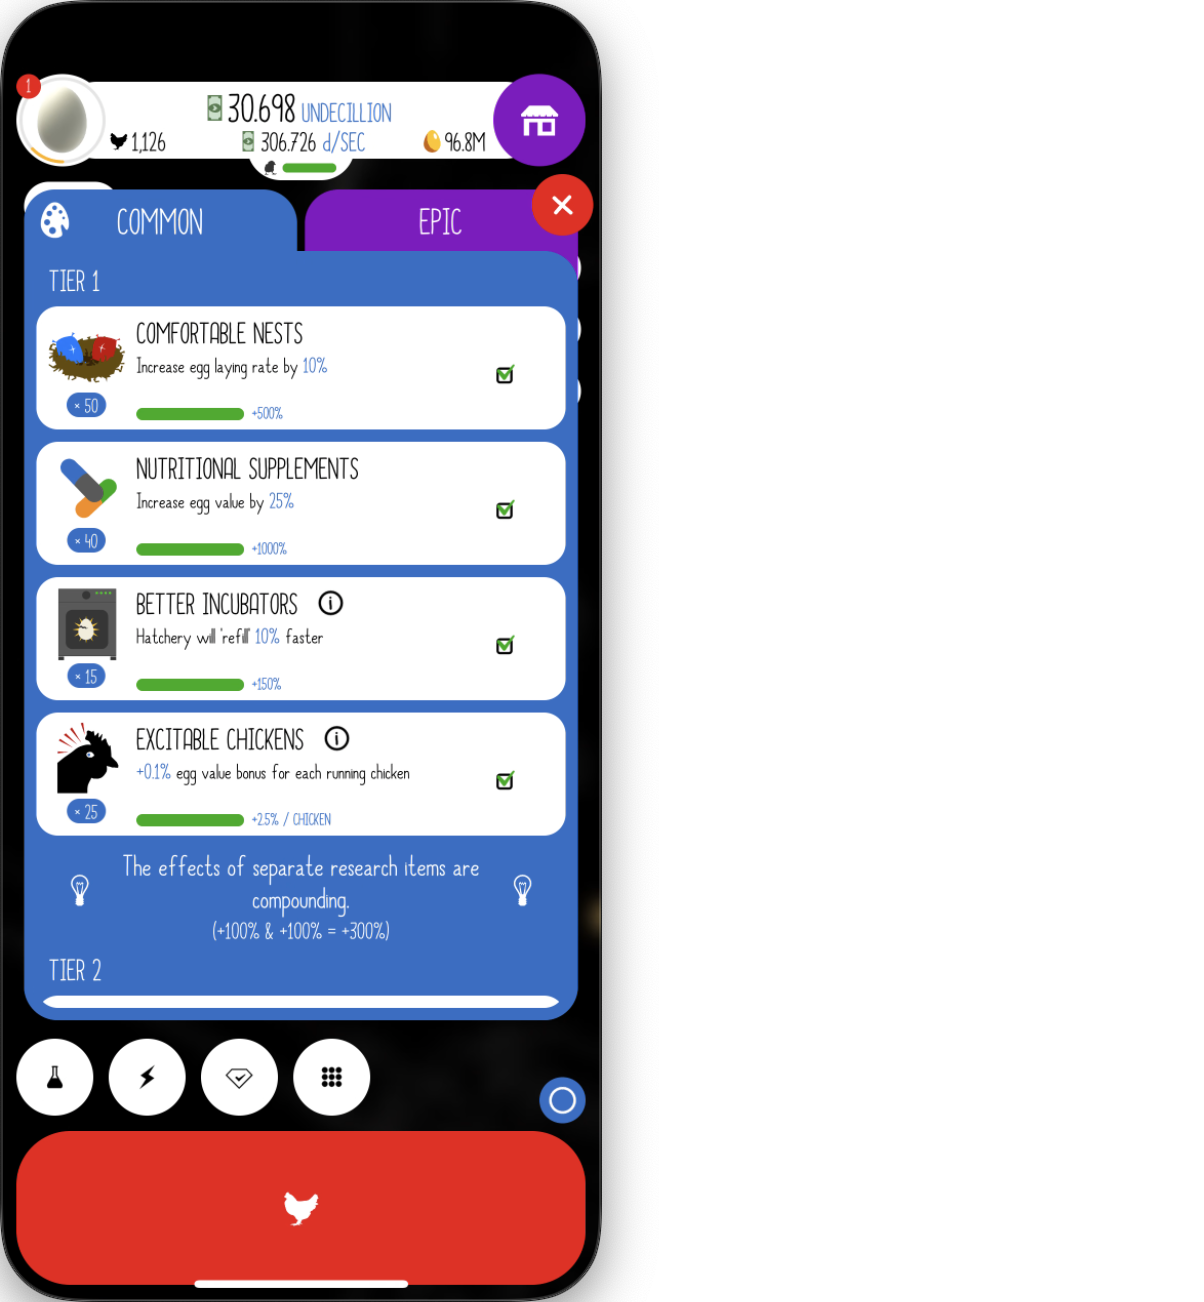 1
30.698 UNDECILLION
1,126
306.726 d/SEC
96.8M
COMMON
EPIC
TIER 1
COMFORTABLE NESTS
Increase egg laying rate by 10%
× 50
+500%
NUTRITIONAL SUPPLEMENTS
Increase egg value by 25%
× 40
+1000%
BETTER INCUBATORS
Hatchery will 'refill' 10% faster
× 15
+150%
EXCITABLE CHICKENS
+0.1% egg value bonus for each running chicken
× 25
+2.5% / CHICKEN
The effects of separate research items are
compounding.
(+100% & +100% = +300%)
TIER 2